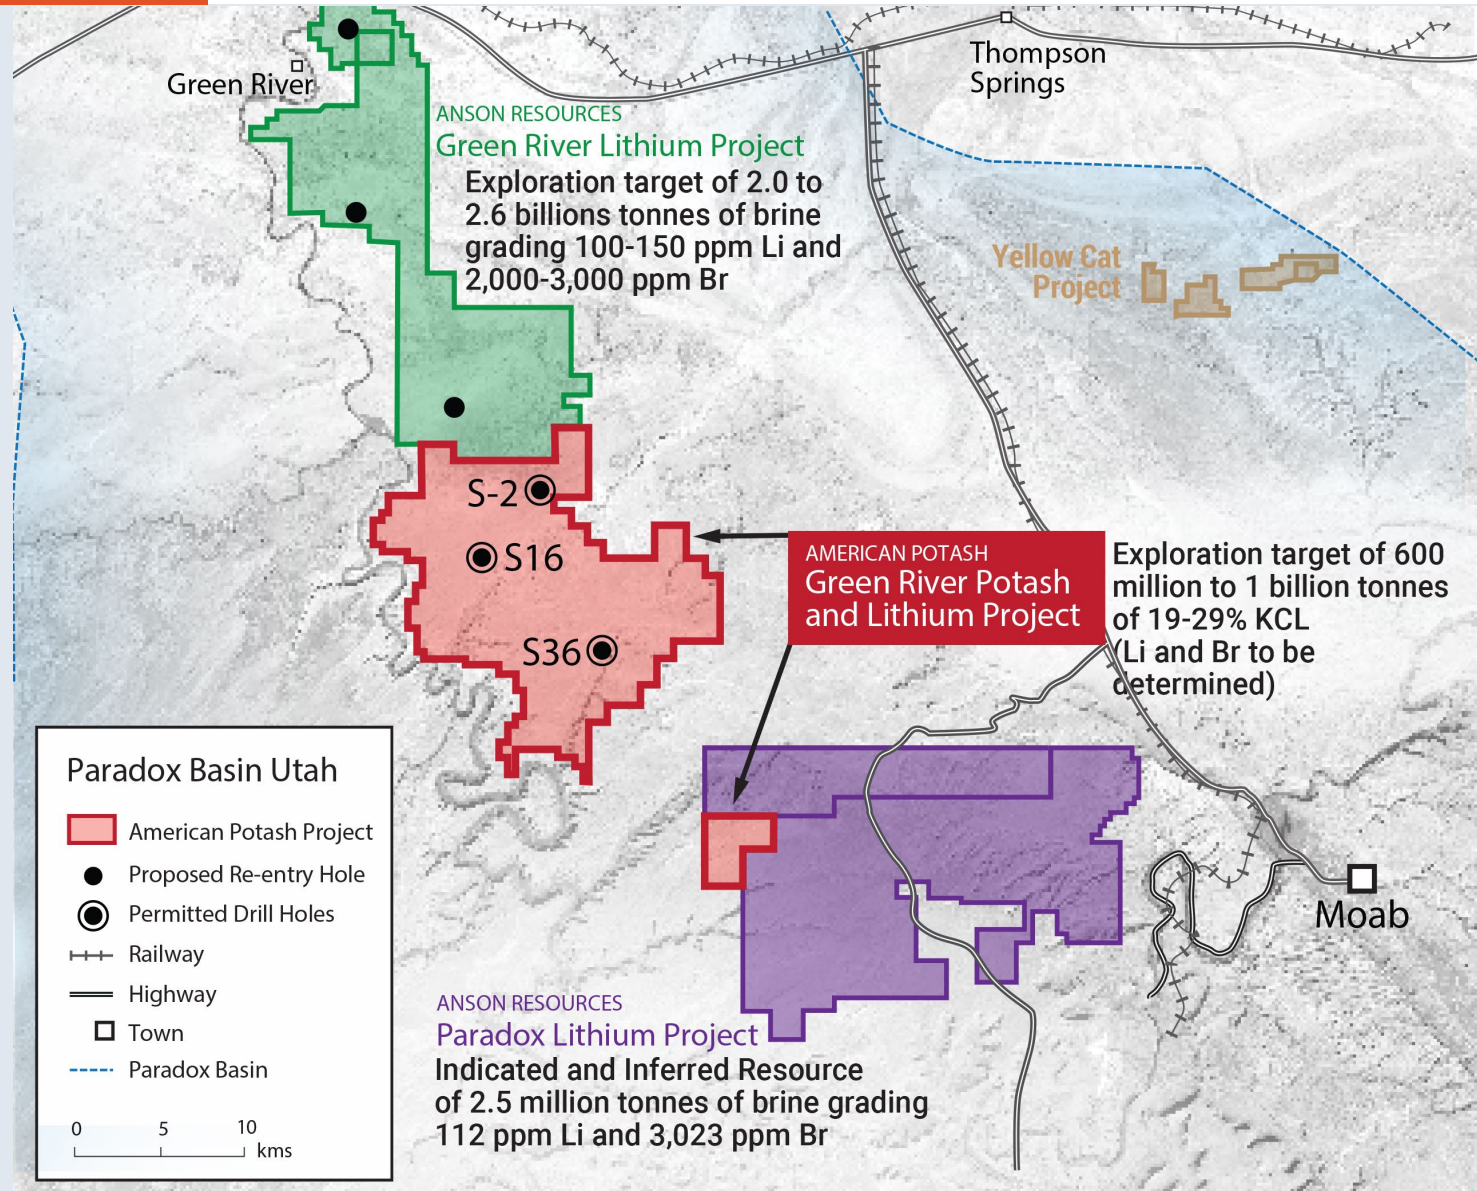 Thompson
Springs
Green River
ANSON RESOURCES
Green River Lithium Project
Exploration target of 2.0 to
2.6 billions tonnes of brine
grading 100-150 ppm Li and
2,000-3,000 ppm Br
Yellow Cat
Project
S-2
S16
S36
AMERICAN POTASH
Green River Potash
and Lithium Project
Exploration target of 600
million to 1 billion tonnes
of 19-29% KCL
(Li and Br to be
determined)
Moab
ANSON RESOURCES
Paradox Lithium Project
Indicated and Inferred Resource
of 2.5 million tonnes of brine grading
112 ppm Li and 3,023 ppm Br
Paradox Basin Utah
American Potash Project
Proposed Re-entry Hole
Permitted Drill Holes
Railway
Highway
Town
Paradox Basin
0 5 10
kms